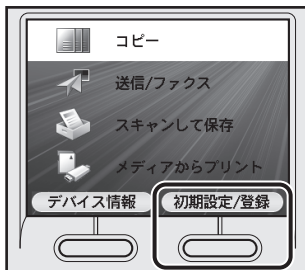 コピー
送信/ファクス
スキャンして保存
メディアからプリント
デバイス情報 初期設定/登録